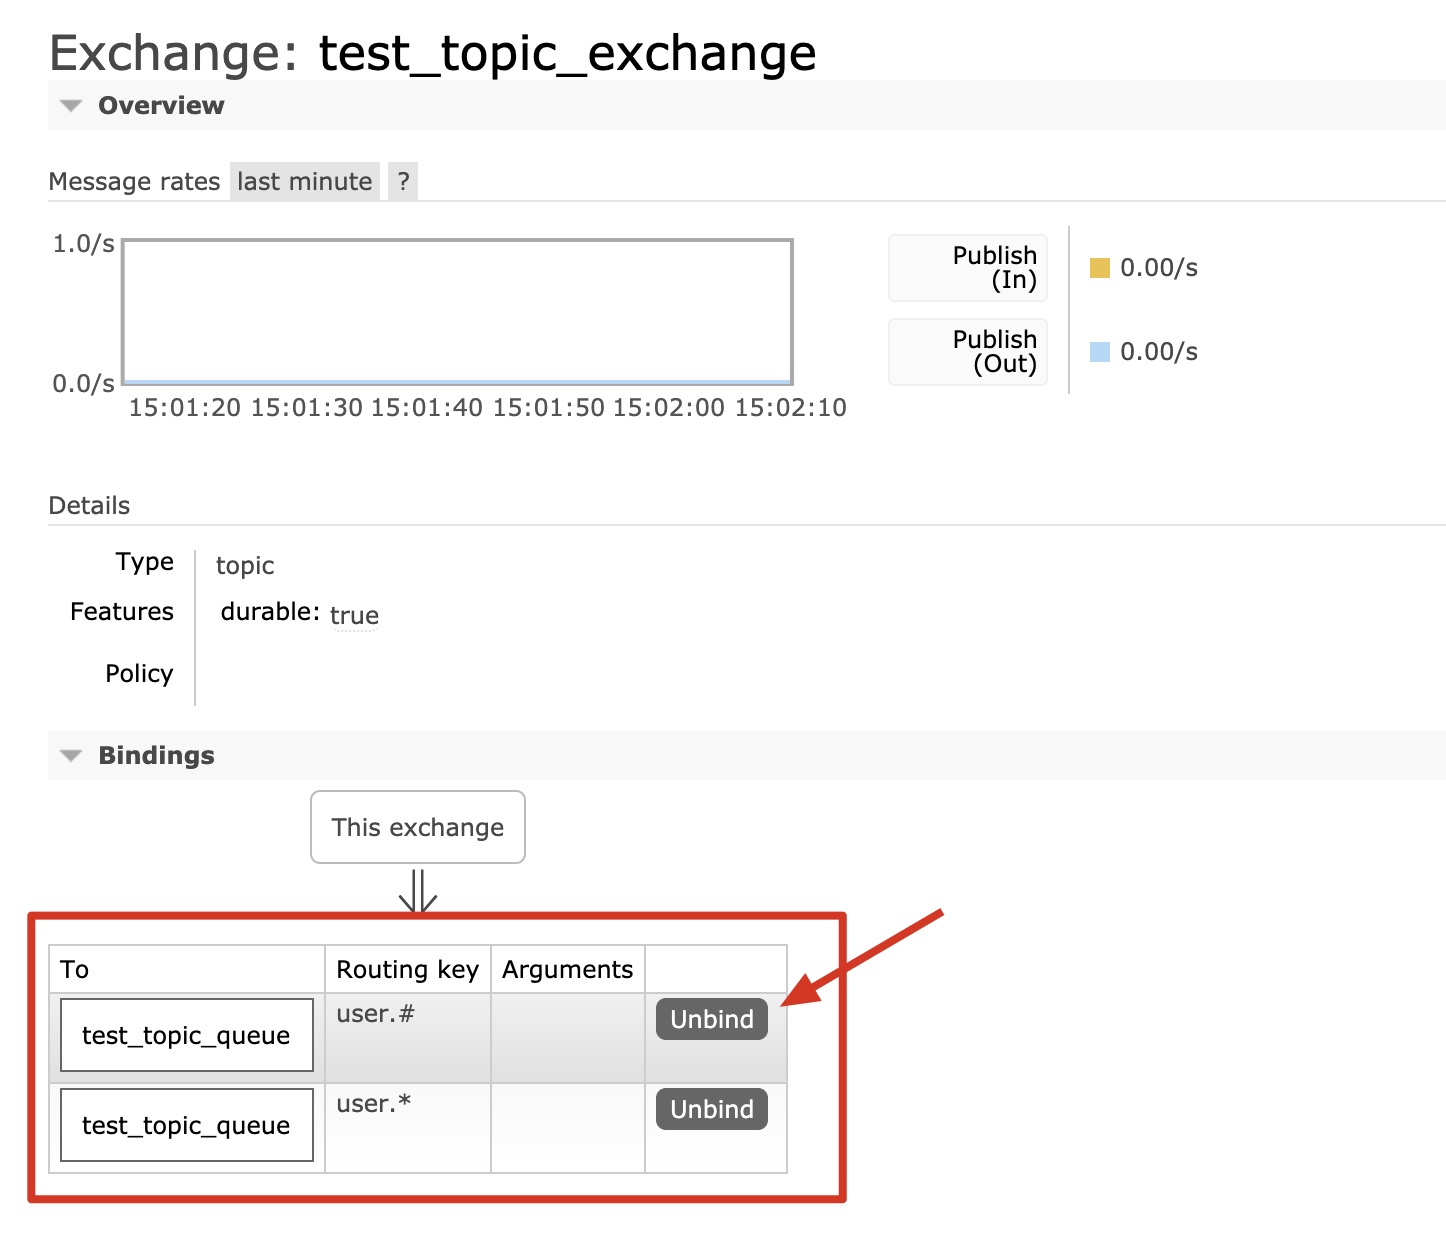 Exchange: test_topic_exchange
Overview
Message rates last minute ?
1.0/s
0.0/s
15:01:20 15:01:30 15:01:40 15:01:50 15:02:00 15:02:10
Publish
(In)
0.00/s
Publish
(Out)
0.00/s
Details
Type topic
Features durable: true
Policy
Bindings
This exchange
To Routing key Arguments
test_topic_queue user.# Unbind
test_topic_queue user.* Unbind